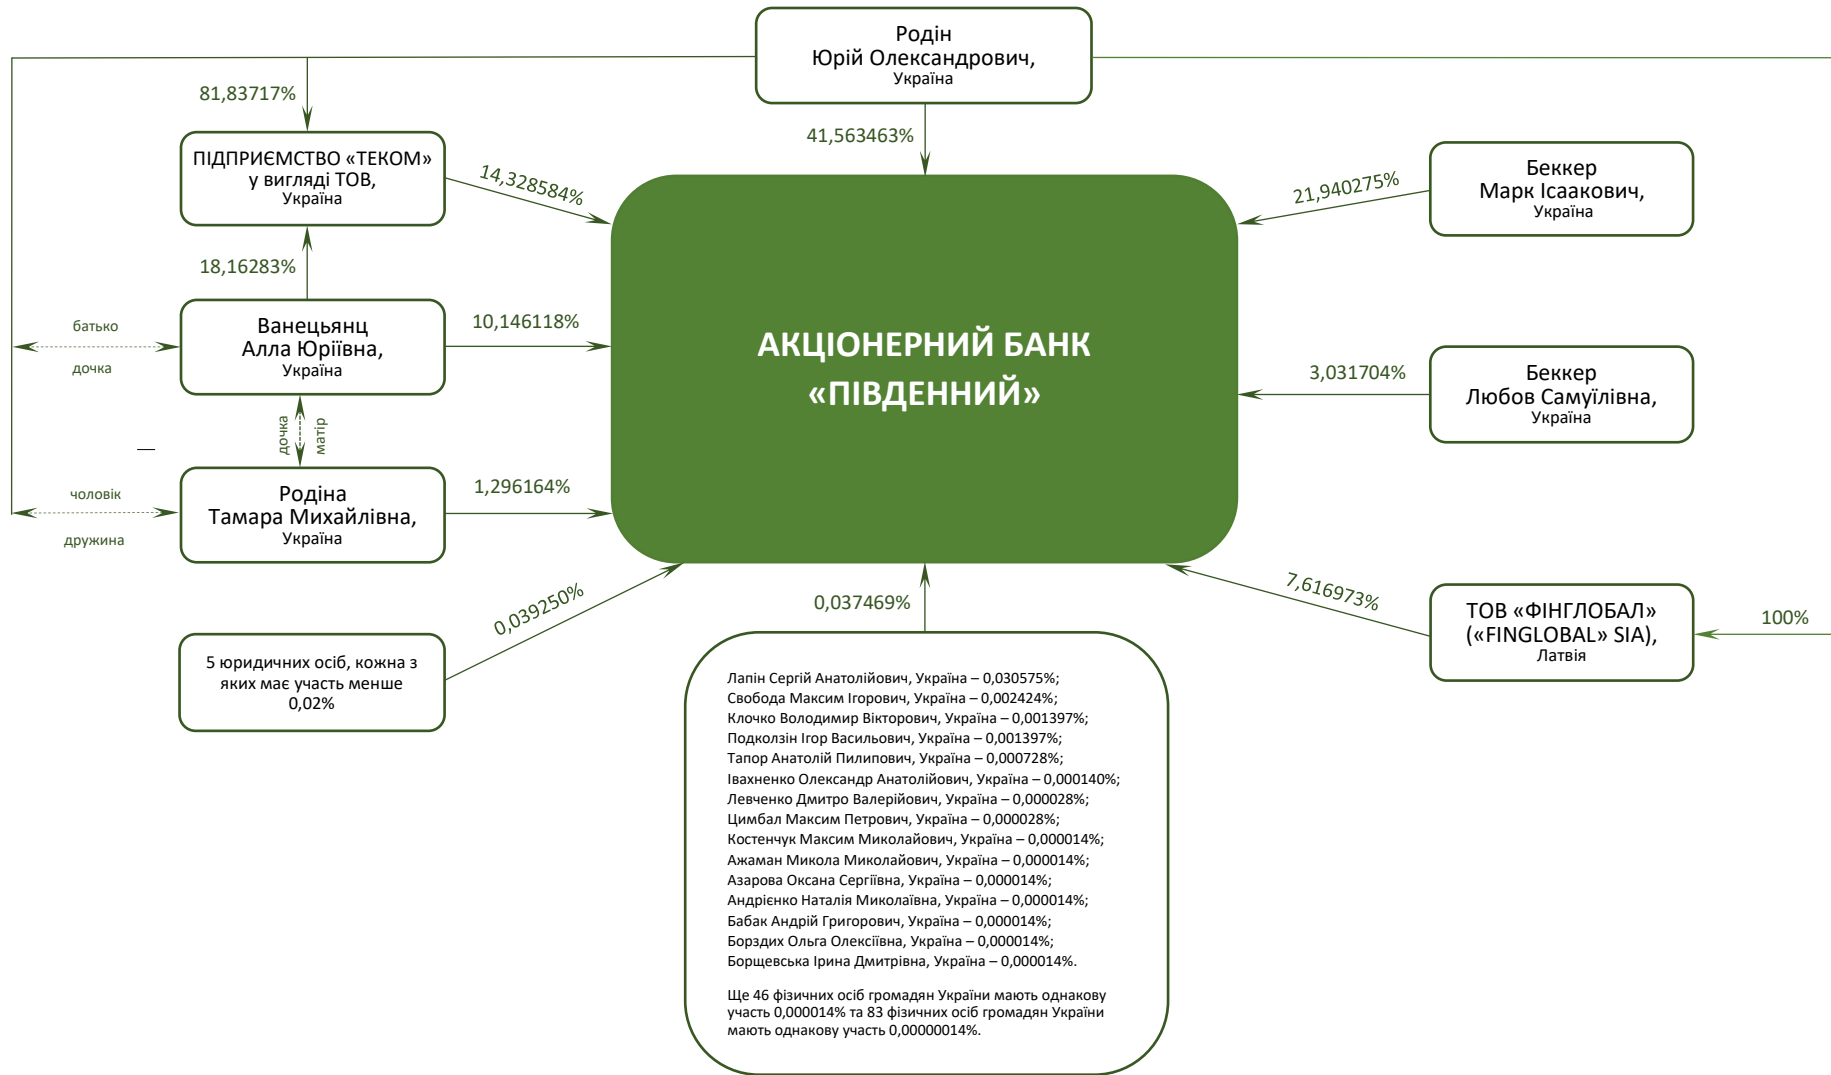 Родін
Юрій Олександрович,
Україна
81,83717%
41,563463%
ПІДПРИЄМСТВО «ТЕКОМ»
у вигляді ТОВ,
Україна
14,328584%
21,940275%
Беккер
Марк Ісаакович,
Україна
18,16283%
батько
дочка
Ванецьянц
Алла Юріївна,
Україна
10,146118%
АКЦІОНЕРНИЙ БАНК
«ПІВДЕННИЙ»
3,031704%
Беккер
Любов Самуїлівна,
Україна
дочка
матір
—
чоловік
дружина
Родіна
Тамара Михайлівна,
Україна
1,296164%
0,039250%
0,037469%
7,616973%
ТОВ «ФІНГЛОБАЛ»
(«FINGLOBAL» SIA),
Латвія
100%
5 юридичних осіб, кожна з
яких має участь менше
0,02%
Лапін Сергій Анатолійович, Україна – 0,030575%;
Свобода Максим Ігорович, Україна – 0,002424%;
Клочко Володимир Вікторович, Україна – 0,001397%;
Подколзін Ігор Васильович, Україна – 0,001397%;
Тапор Анатолій Пилипович, Україна – 0,000728%;
Івахненко Олександр Анатолійович, Україна – 0,000140%;
Левченко Дмитро Валерійович, Україна – 0,000028%;
Цимбал Максим Петрович, Україна – 0,000028%;
Костенчук Максим Миколайович, Україна – 0,000014%;
Ажаман Микола Миколайович, Україна – 0,000014%;
Азарова Оксана Сергіївна, Україна – 0,000014%;
Андрієнко Наталія Миколаївна, Україна – 0,000014%;
Бабак Андрій Григорович, Україна – 0,000014%;
Борздих Ольга Олексіївна, Україна – 0,000014%;
Борщевська Ірина Дмитрівна, Україна – 0,000014%.
Ще 46 фізичних осіб громадян України мають однакову
участь 0,000014% та 83 фізичних осіб громадян України
мають однакову участь 0,00000014%.